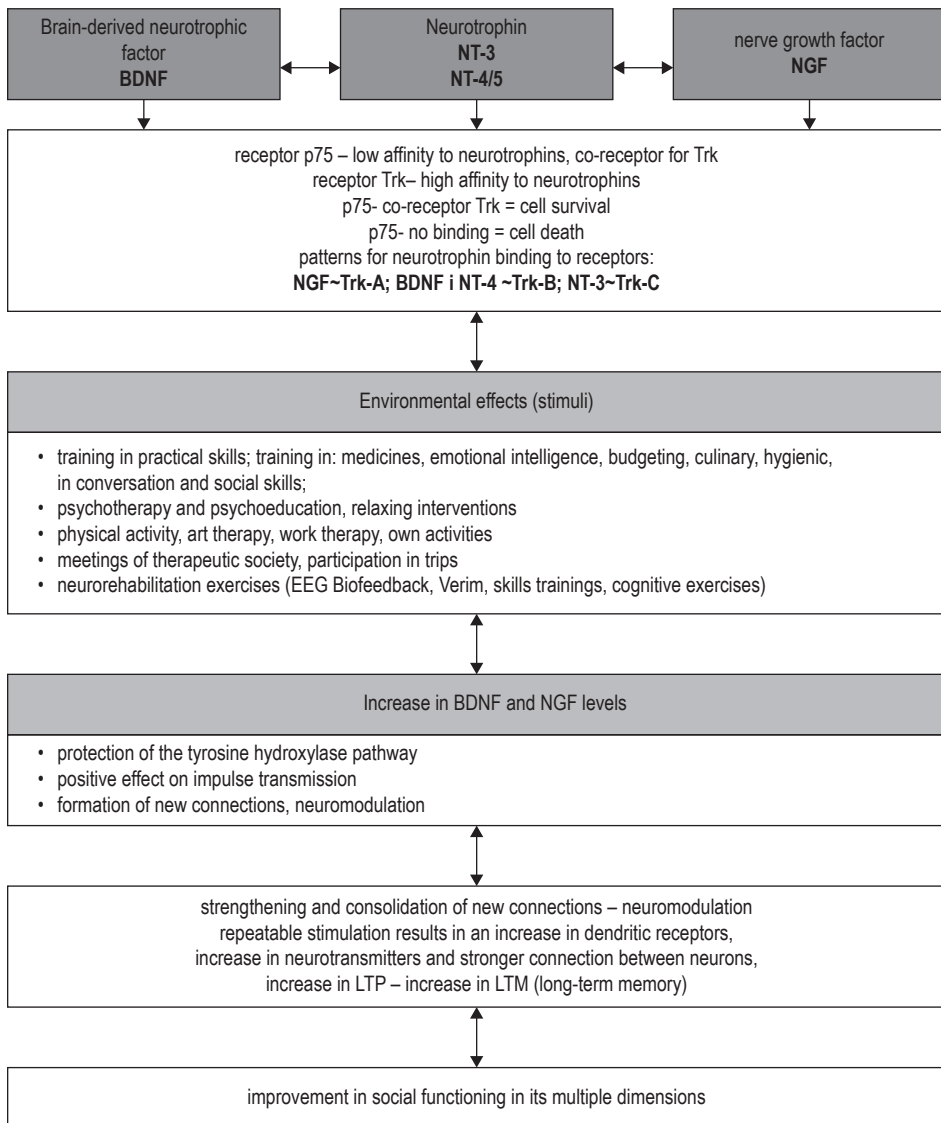 Brain-derived neurotrophic
factor
BDNF
Neurotrophin
NT-3
NT-4/5
nerve growth factor
NGF
receptor p75 – low affinity to neurotrophins, co-receptor for Trk
receptor Trk– high affinity to neurotrophins
p75- co-receptor Trk = cell survival
p75- no binding = cell death
patterns for neurotrophin binding to receptors:
NGF~Trk-A; BDNF i NT-4 ~Trk-B; NT-3~Trk-C
Environmental effects (stimuli)
• training in practical skills; training in: medicines, emotional intelligence, budgeting, culinary, hygienic,
in conversation and social skills;
• psychotherapy and psychoeducation, relaxing interventions
• physical activity, art therapy, work therapy, own activities
• meetings of therapeutic society, participation in trips
• neurorehabilitation exercises (EEG Biofeedback, Verim, skills trainings, cognitive exercises)
Increase in BDNF and NGF levels
• protection of the tyrosine hydroxylase pathway
• positive effect on impulse transmission
• formation of new connections, neuromodulation
strengthening and consolidation of new connections – neuromodulation
repeatable stimulation results in an increase in dendritic receptors,
increase in neurotransmitters and stronger connection between neurons,
increase in LTP – increase in LTM (long-term memory)
improvement in social functioning in its multiple dimensions